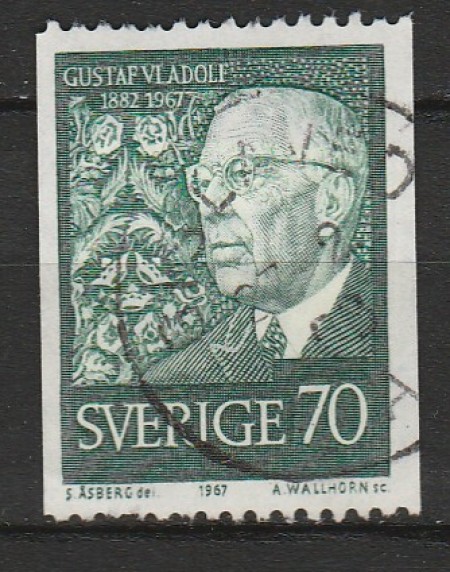 GUSTAF VI ADOLF
1882 1967
SVERIGE 70
S. ÅSBERG del. 1967 A. WALLHORN sc.